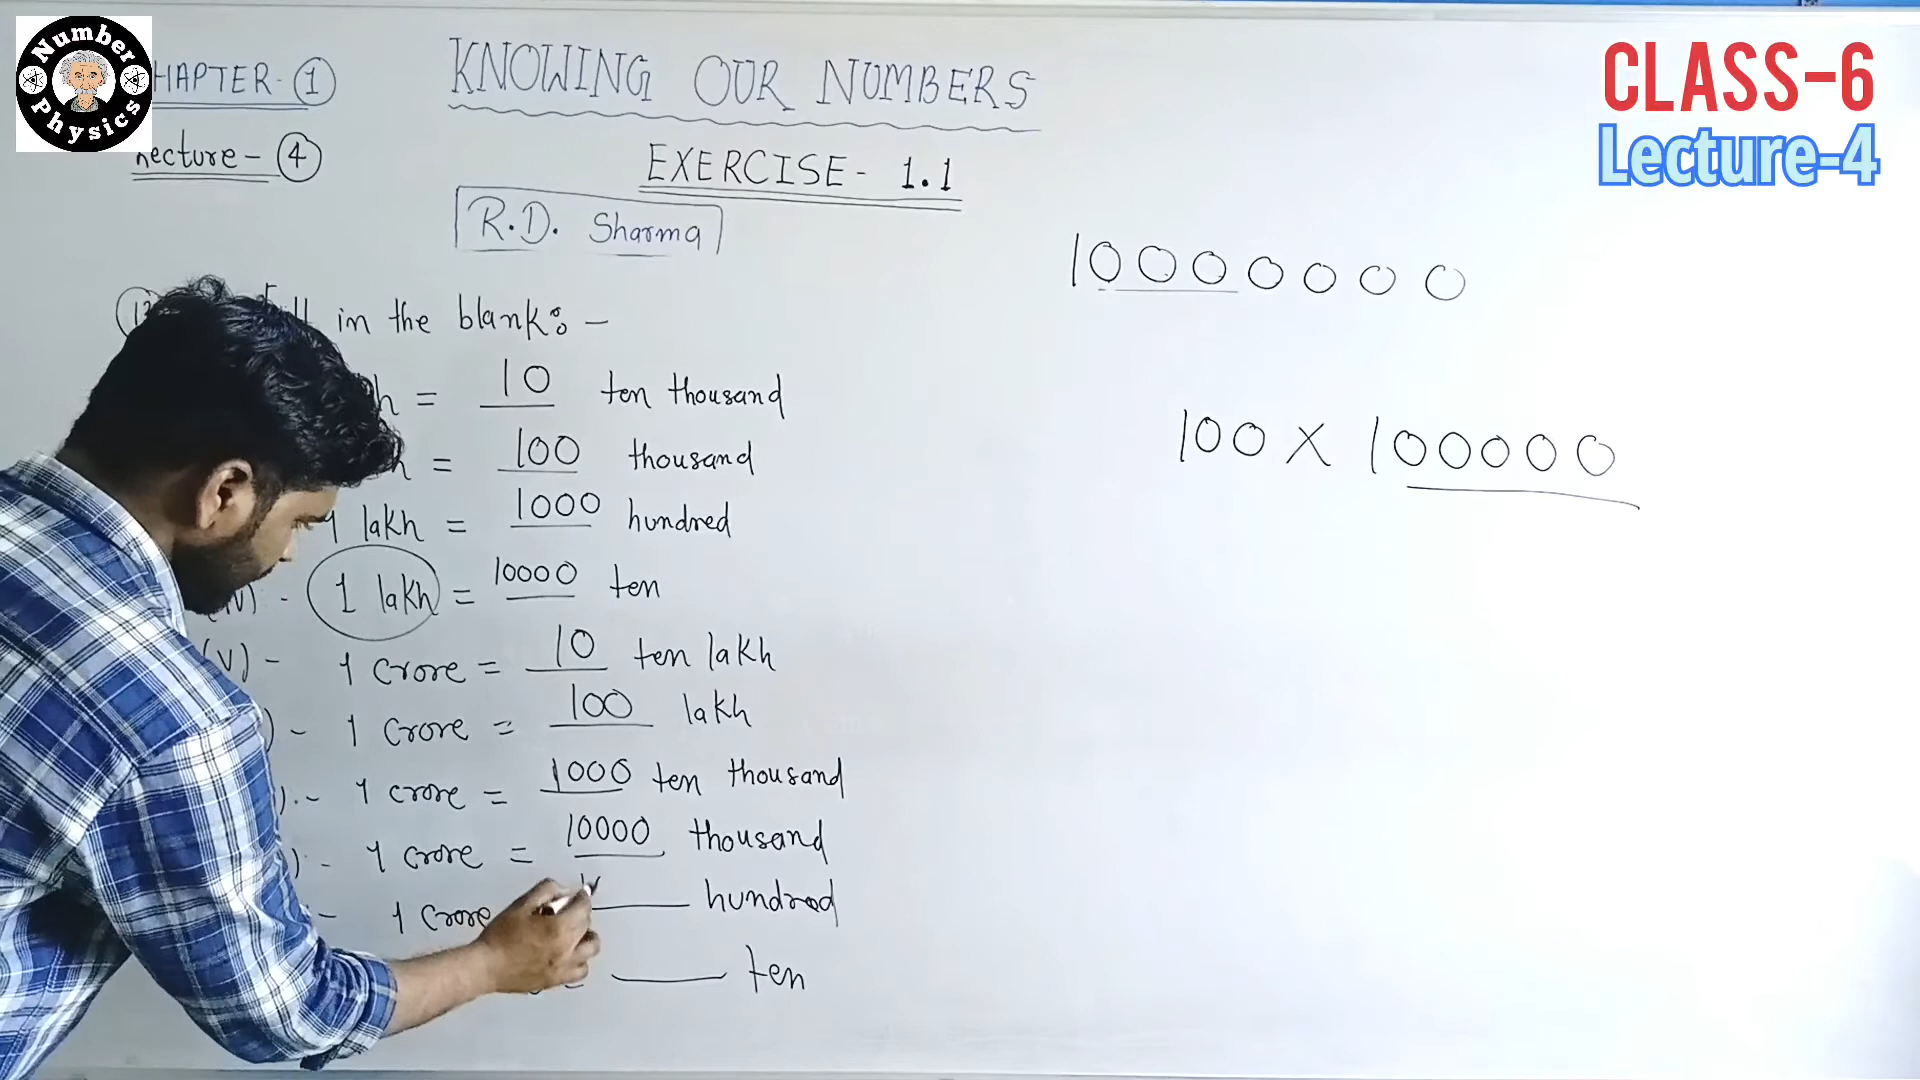 Number Physics
HAPTER-1
KNOWING OUR NUMBERS
CLASS-6
Lecture-4
Lecture-4
EXERCISE- 1.1
R.D. Sharma
10000000
in the blank:-
= 10 ten thousand
= 100 thousand
100 X 100000
1 lakh = 1000 hundred
- 1 lakh = 10000 ten
(V) - 1 Crore = 10 ten lakh
) - 1 Crore = 100 lakh
).- 1 Crore = 1000 ten thousand
) - 1 Crore = 10000 thousand
- 1 Crore hundred
ten